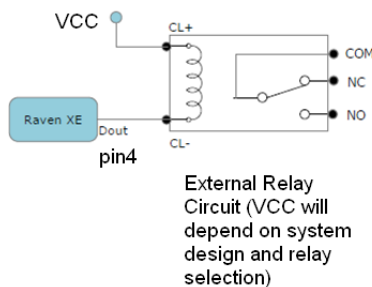 VCC
CL+
COM
NC
NO
Raven XE
Dout
pin4
CL-
External Relay
Circuit (VCC will
depend on system
design and relay
selection)